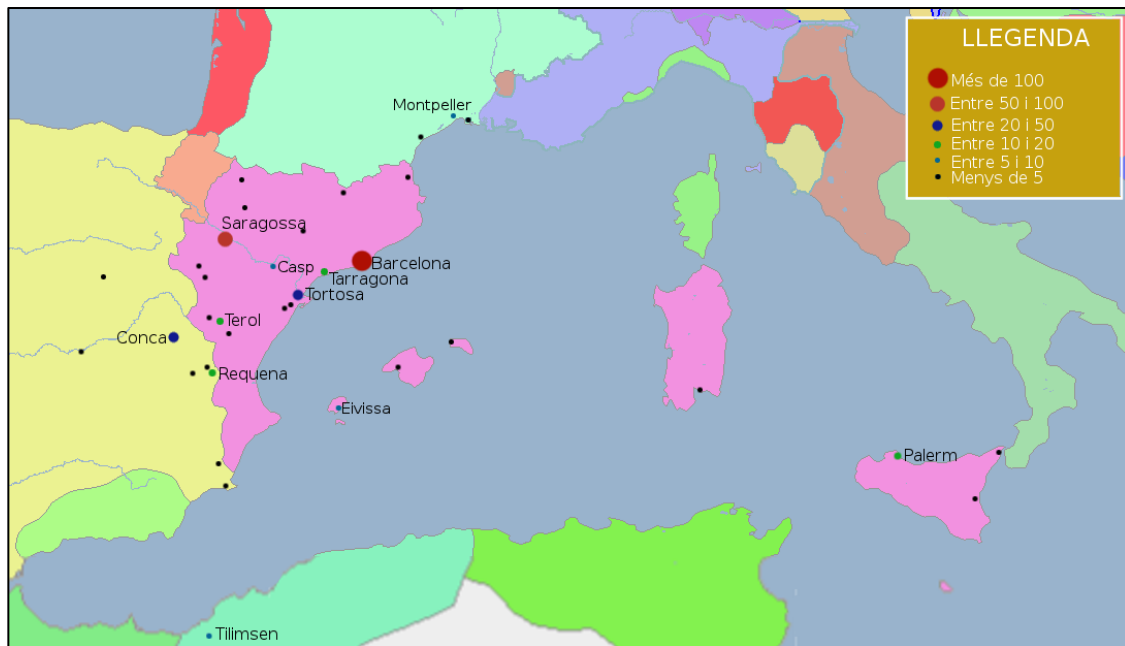 LLEGENDA
Més de 100
Entre 50 i 100
Entre 20 i 50
Entre 10 i 20
Entre 5 i 10
Menys de 5
Montpeller
Saragossa
Casp
Barcelona
Tarragona
Tortosa
Terol
Conca
Requena
Eivissa
Palerm
Tilimsen